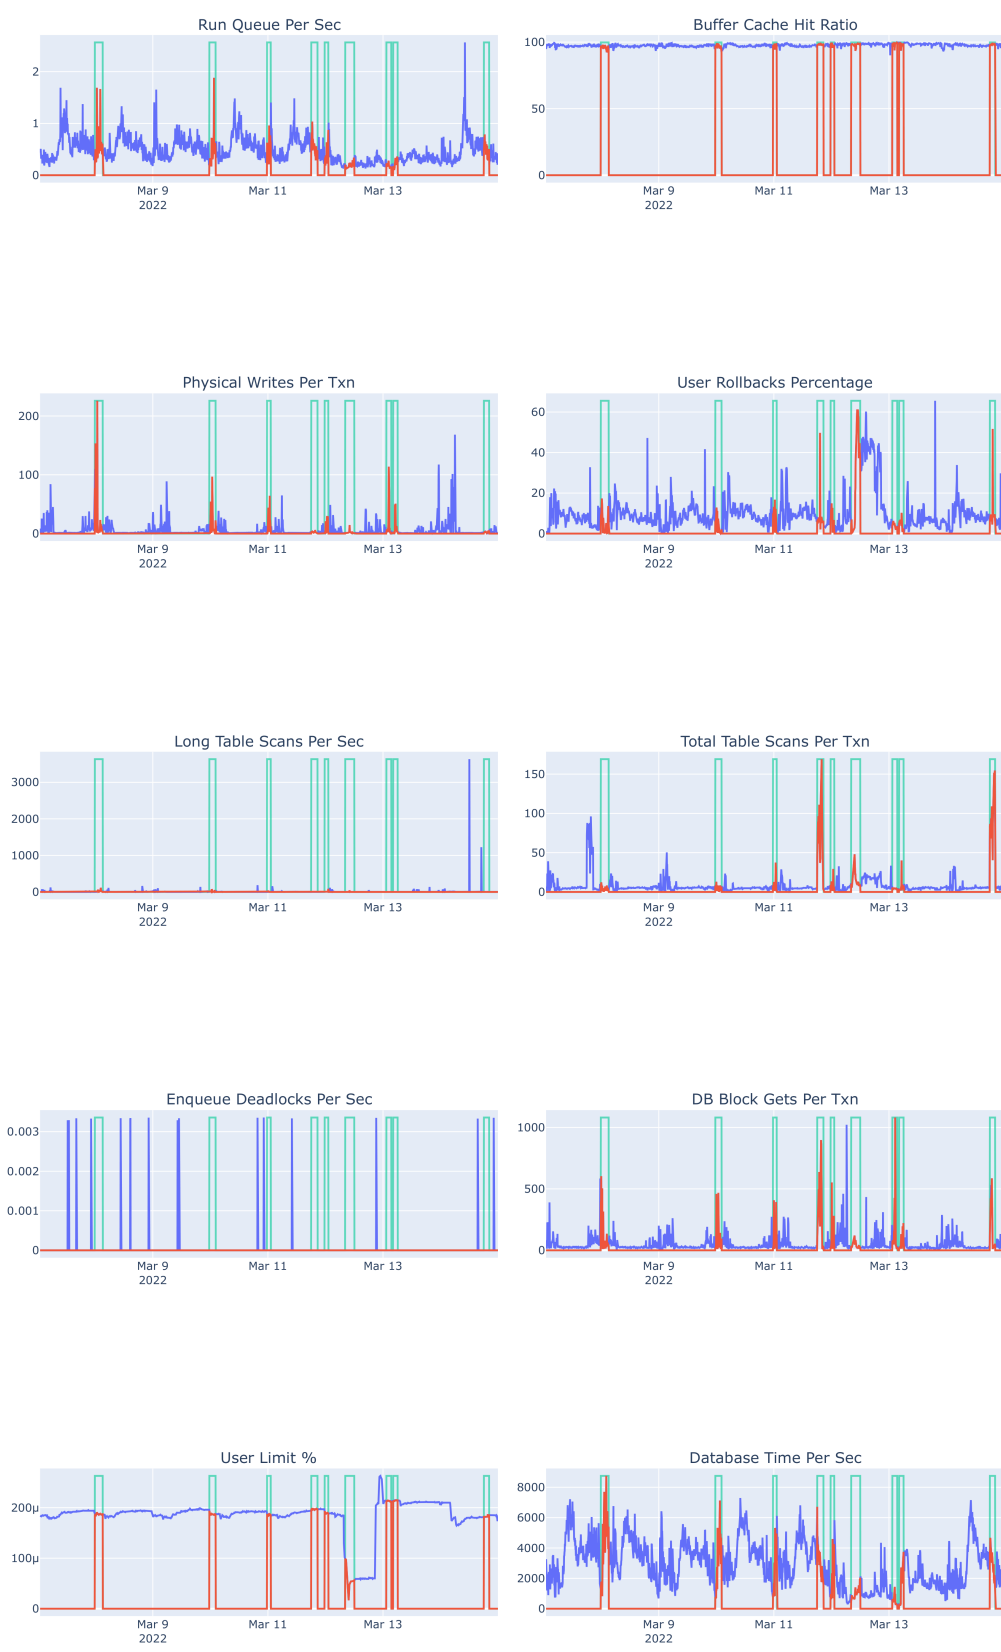 Run Queue Per Sec
Buffer Cache Hit Ratio
2
1
0
Mar 9
2022
Mar 11
Mar 13
100
50
0
Mar 9
2022
Mar 11
Mar 13
Physical Writes Per Txn
User Rollbacks Percentage
200
100
0
Mar 9
2022
Mar 11
Mar 13
60
40
20
0
Mar 9
2022
Mar 11
Mar 13
Long Table Scans Per Sec
Total Table Scans Per Txn
3000
2000
1000
0
Mar 9
2022
Mar 11
Mar 13
150
100
50
0
Mar 9
2022
Mar 11
Mar 13
Enqueue Deadlocks Per Sec
DB Block Gets Per Txn
0.003
0.002
0.001
0
Mar 9
2022
Mar 11
Mar 13
1000
500
0
Mar 9
2022
Mar 11
Mar 13
User Limit %
Database Time Per Sec
200μ
100μ
0
Mar 9
2022
Mar 11
Mar 13
8000
6000
4000
2000
0
Mar 9
2022
Mar 11
Mar 13